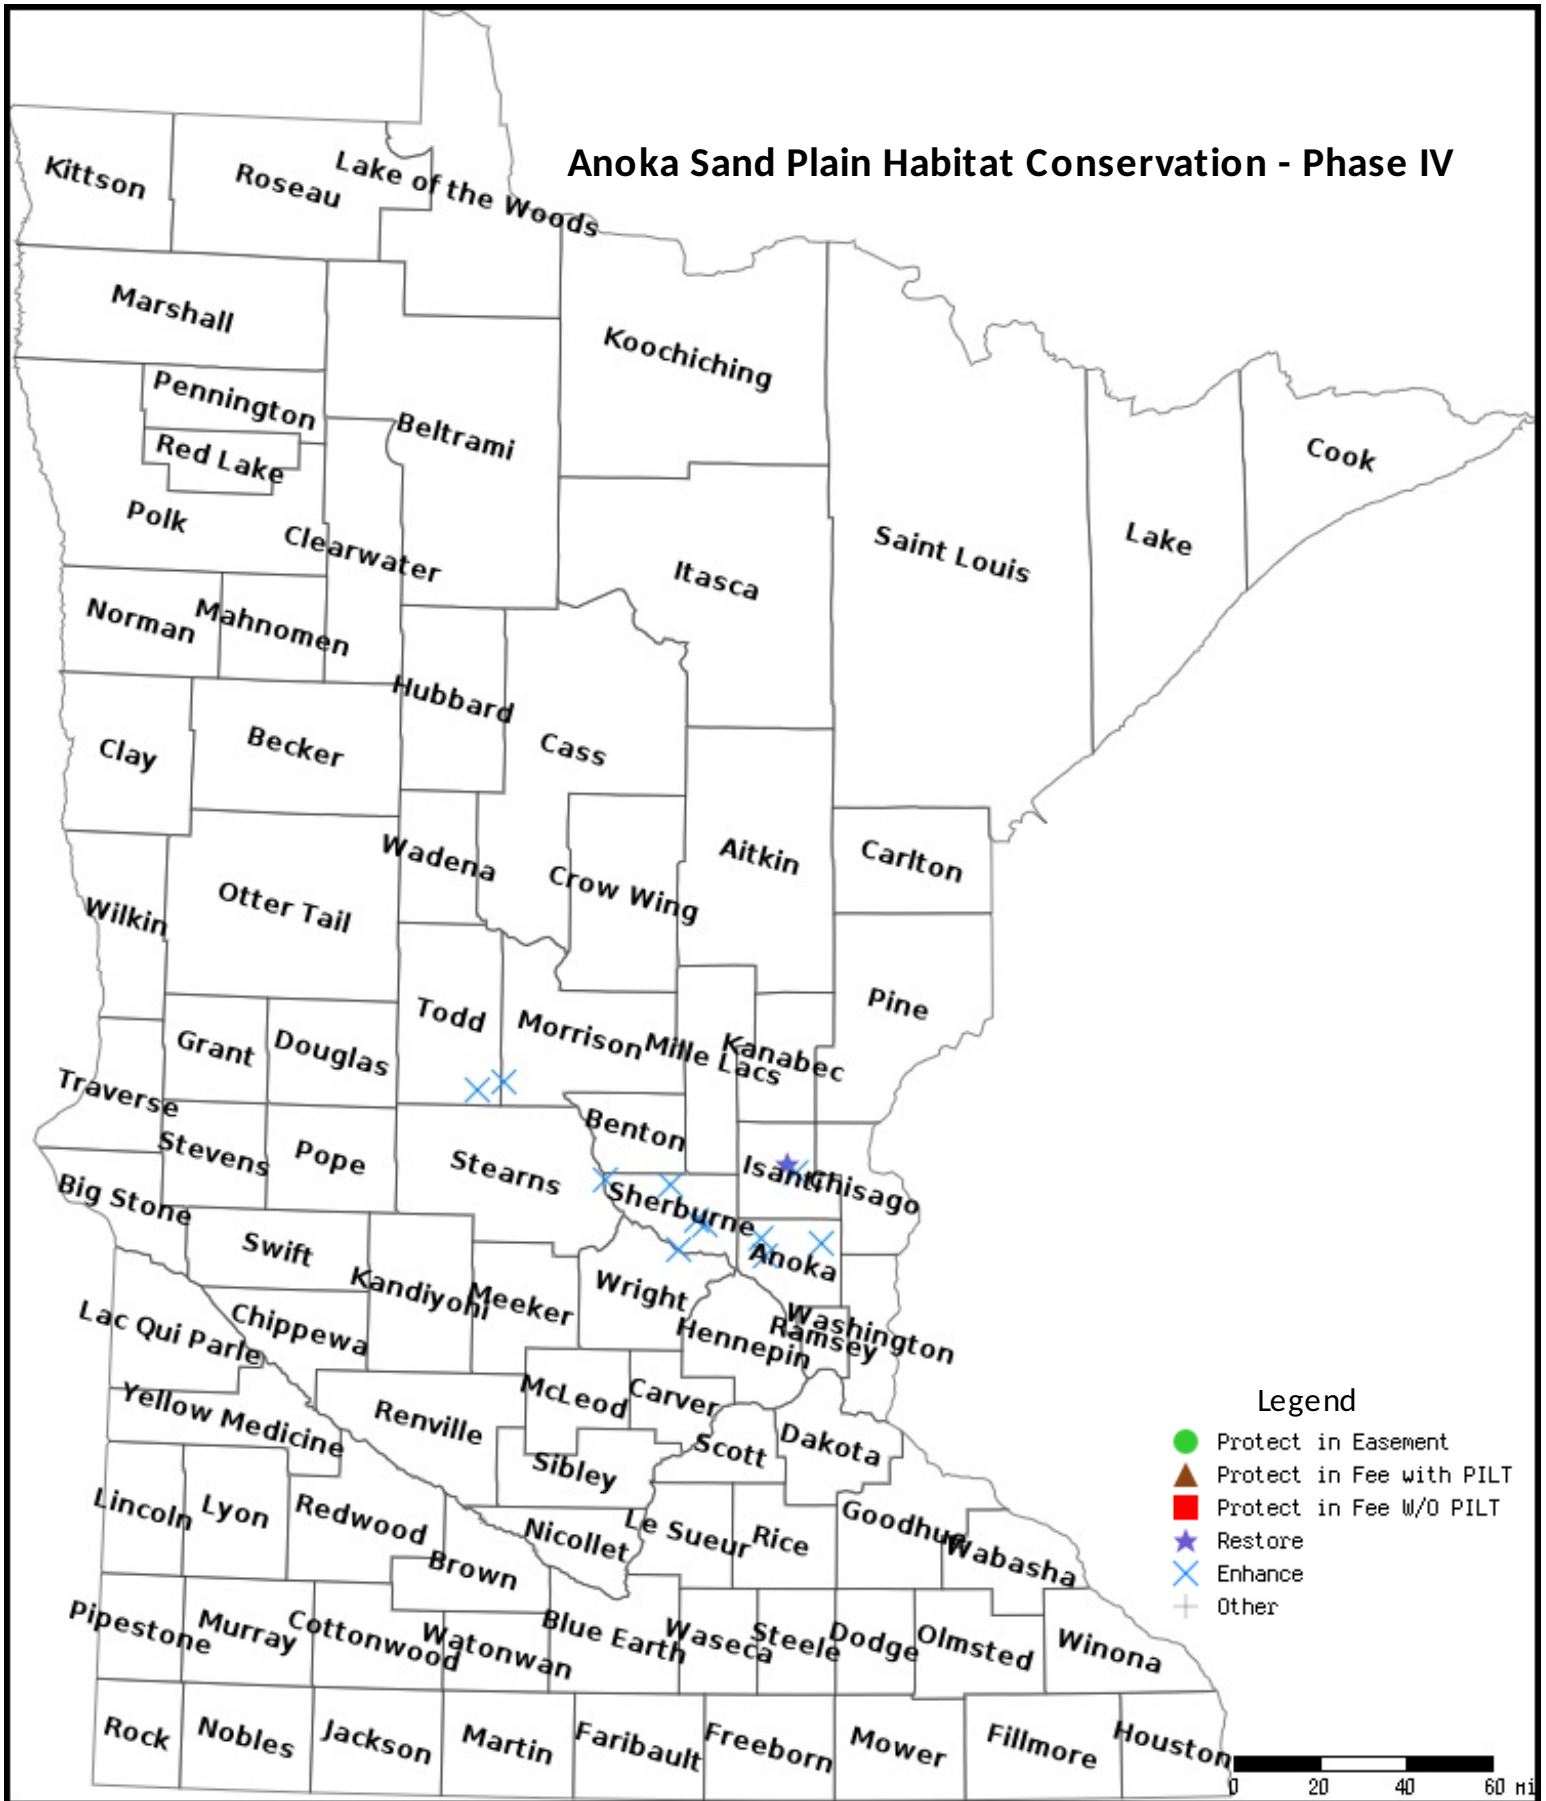 Anoka Sand Plain Habitat Conservation - Phase IV
Kittson
Roseau
Lake of the Woods
Marshall
Koochiching
Pennington
Beltrami
Red Lake
Cook
Polk
Clearwater
Saint Louis
Lake
Itasca
Norman
Mahnomen
Hubbard
Clay
Becker
Cass
Wadena
Aitkin
Carlton
Otter Tail
Crow Wing
Wilkin
Todd
Morrison
Pine
Grant
Douglas
Mille Lacs
Kanabec
Traverse
Benton
Stevens
Pope
Stearns
Isanti
Chisago
Big Stone
Sherburne
Swift
Anoka
Kandiyohi
Meeker
Wright
Lac Qui Parle
Chippewa
Hennepin
Ramsey
Washington
Yellow Medicine
Renville
McLeod
Carver
Scott
Dakota
Sibley
Lincoln
Lyon
Redwood
Nicollet
Le Sueur
Rice
Goodhue
Wabasha
Brown
Pipestone
Murray
Cottonwood
Watonwan
Blue Earth
Waseca
Steele
Dodge
Olmsted
Winona
Rock
Nobles
Jackson
Martin
Faribault
Freeborn
Mower
Fillmore
Houston
Legend
Protect in Easement
Protect in Fee with PILT
Protect in Fee W/O PILT
Restore
Enhance
Other
0 20 40 60 mi